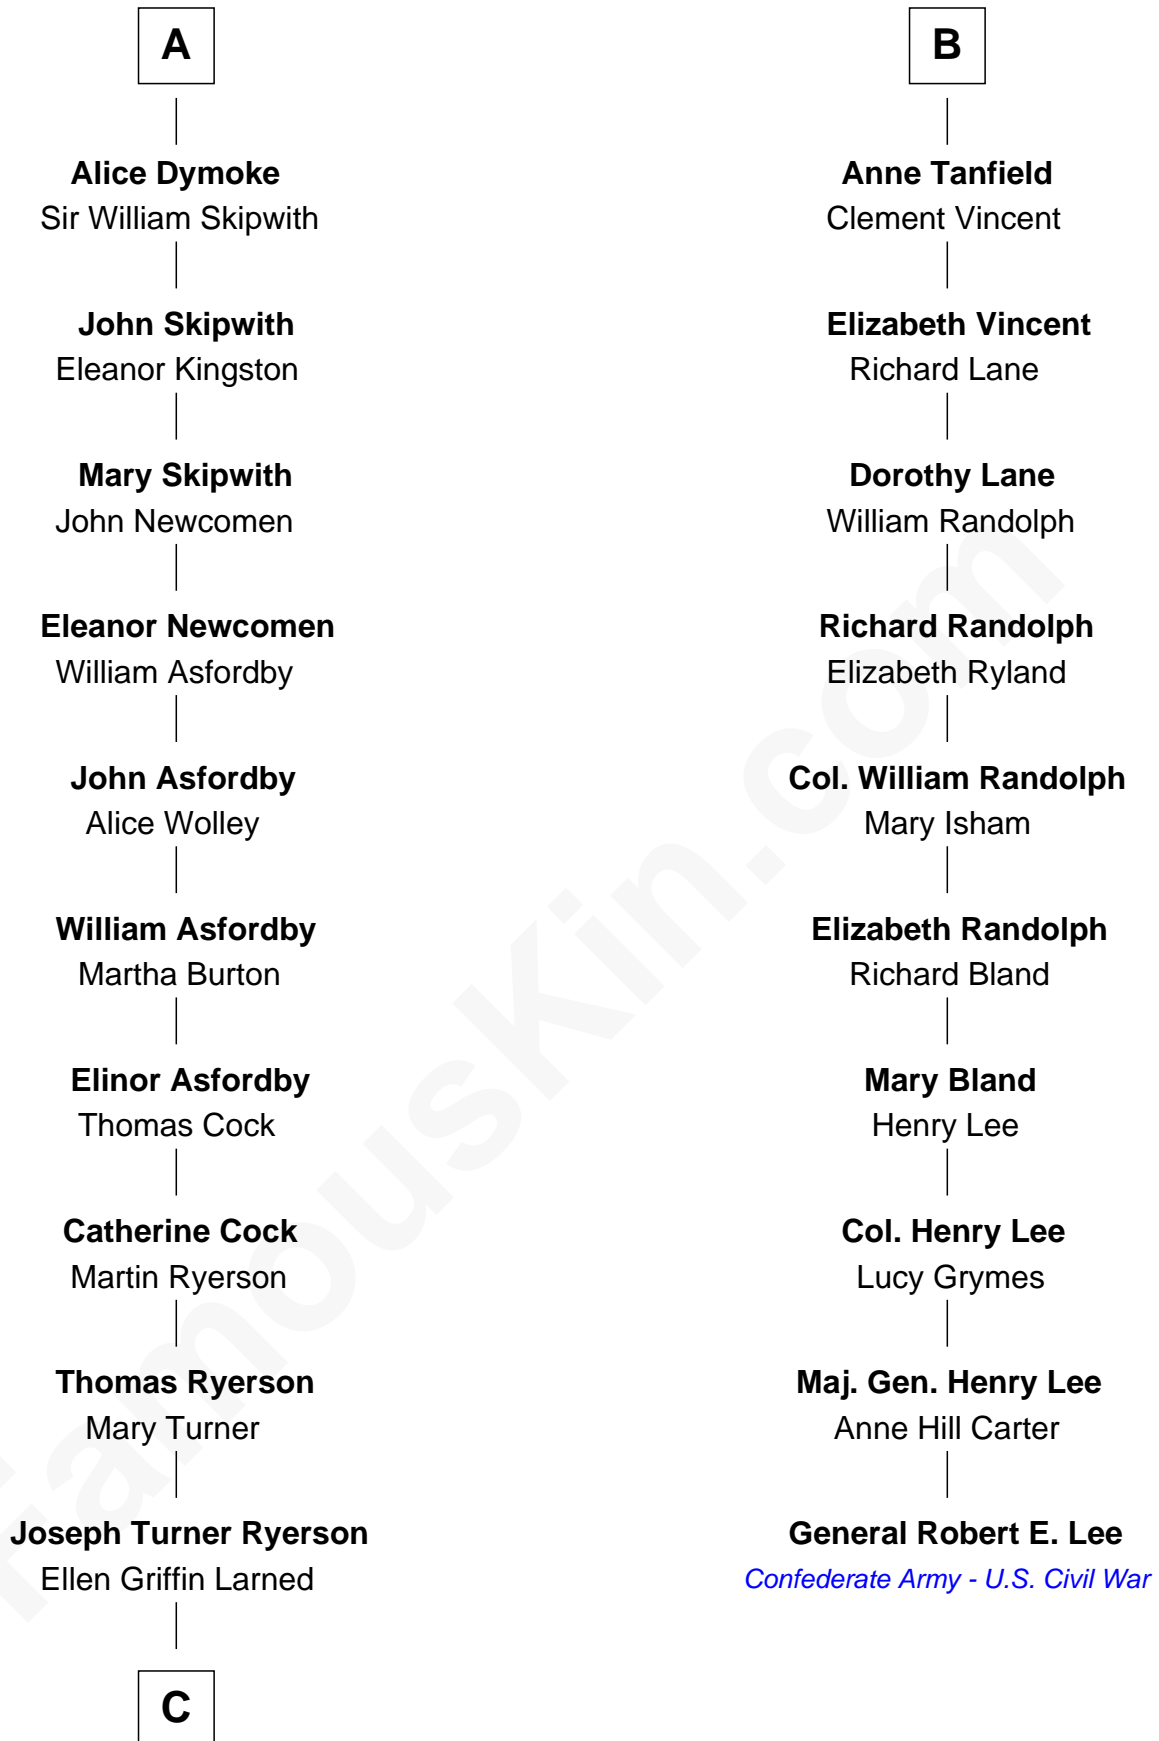 A
Alice Dymoke
Sir William Skipwith
John Skipwith
Eleanor Kingston
Mary Skipwith
John Newcomen
Eleanor Newcomen
William Asfordby
John Asfordby
Alice Wolley
William Asfordby
Martha Burton
Elinor Asfordby
Thomas Cock
Catherine Cock
Martin Ryerson
Thomas Ryerson
Mary Turner
Joseph Turner Ryerson
Ellen Griffin Larned
C
B
Anne Tanfield
Clement Vincent
Elizabeth Vincent
Richard Lane
Dorothy Lane
William Randolph
Richard Randolph
Elizabeth Ryland
Col. William Randolph
Mary Isham
Elizabeth Randolph
Richard Bland
Mary Bland
Henry Lee
Col. Henry Lee
Lucy Grymes
Maj. Gen. Henry Lee
Anne Hill Carter
General Robert E. Lee
Confederate Army - U.S. Civil War
FamousKin.com